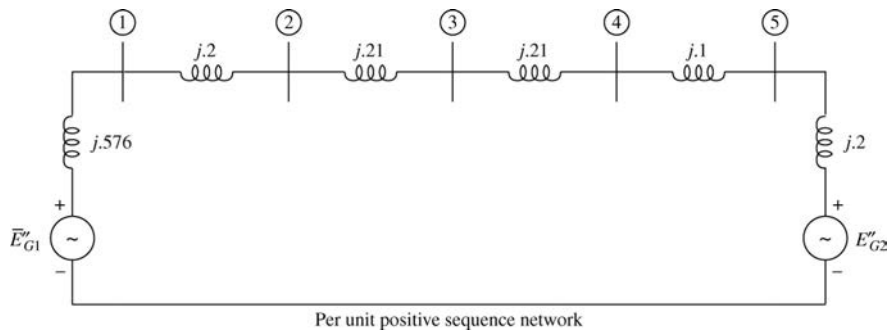 1 2 3 4 5
j.2 j.21 j.21 j.1
j.576 j.2
+ +
Ē″G1 ~ ~ E″G2
− −
Per unit positive sequence network